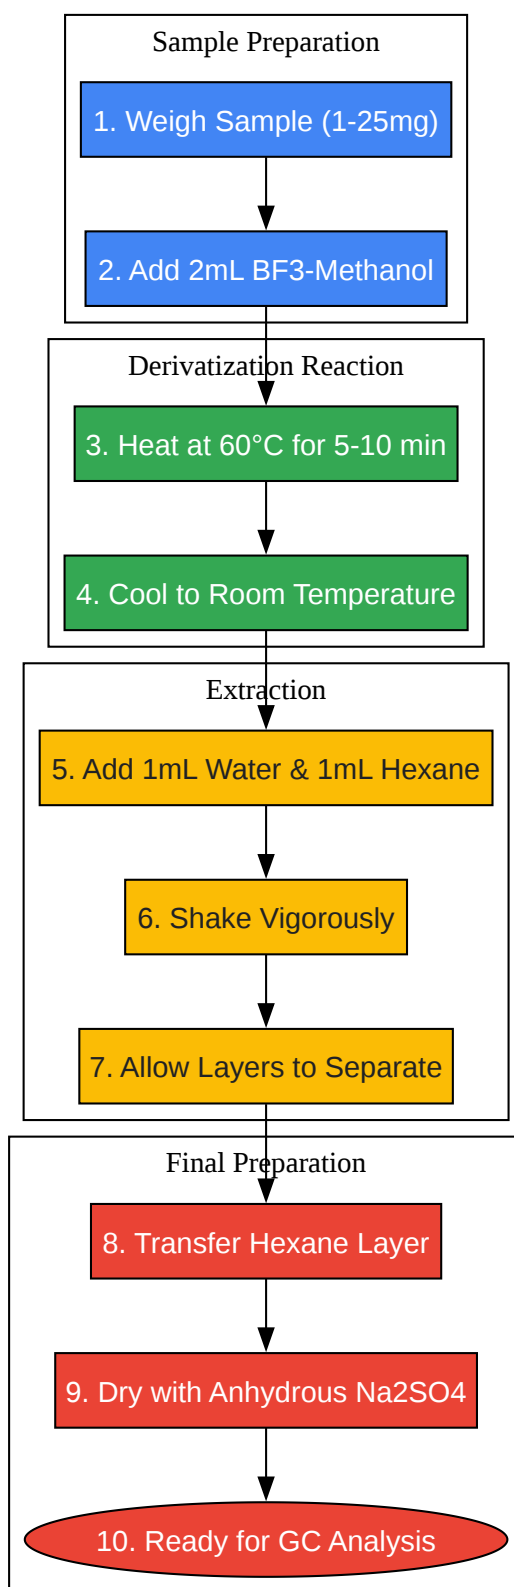 Sample Preparation
1. Weigh Sample (1-25mg)
2. Add 2mL BF3-Methanol
Derivatization Reaction
3. Heat at 60°C for 5-10 min
4. Cool to Room Temperature
Extraction
5. Add 1mL Water & 1mL Hexane
6. Shake Vigorously
7. Allow Layers to Separate
Final Preparation
8. Transfer Hexane Layer
9. Dry with Anhydrous Na2SO4
10. Ready for GC Analysis